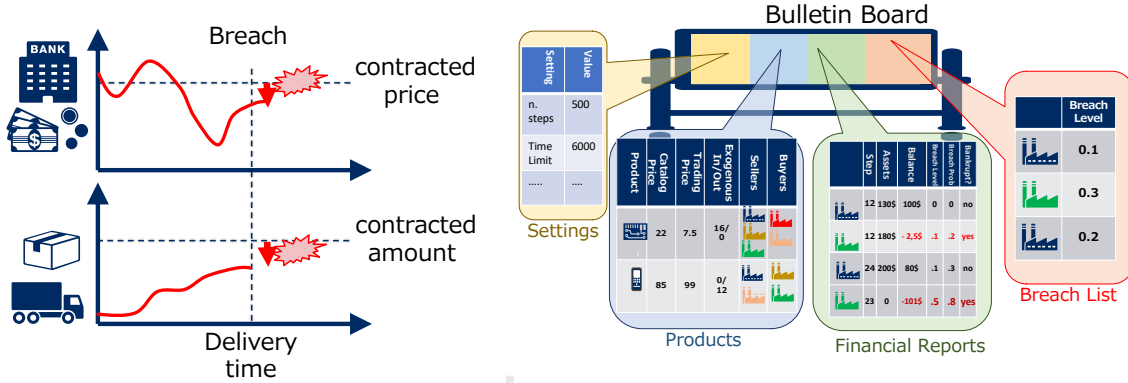 Breach
BANK
$
contracted
price
contracted
amount
Delivery
time
Bulletin Board
Setting Value
n. steps 500
Time Limit 6000
..... ....
Settings
Product Catalog Price Trading Price Exogenous In/Out Sellers Buyers
22 7.5 16/0
85 99 0/12
Products
Step Assets Balance Breach Level Breach Prob Bankrupt?
12 130$ 100$ 0 0 no
12 180$ - 2,5$ .1 .2 yes
24 200$ 80$ .1 .3 no
23 0 -101$ .5 .8 yes
Financial Reports
Breach Level
0.1
0.3
0.2
Breach List